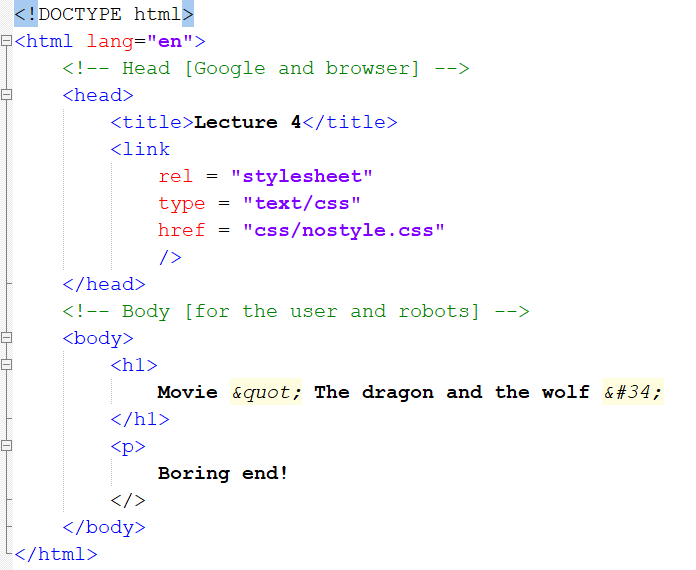 <!DOCTYPE html>
<html lang="en">
    <!-- Head [Google and browser] -->
    <head>
        <title>Lecture 4</title>
        <link
            rel = "stylesheet"
            type = "text/css"
            href = "css/nostyle.css"
            />
    </head>
    <!-- Body [for the user and robots] -->
    <body>
        <h1>
            Movie &quot; The dragon and the wolf &#34;
        </h1>
        <p>
            Boring end!
        </>
    </body>
</html>